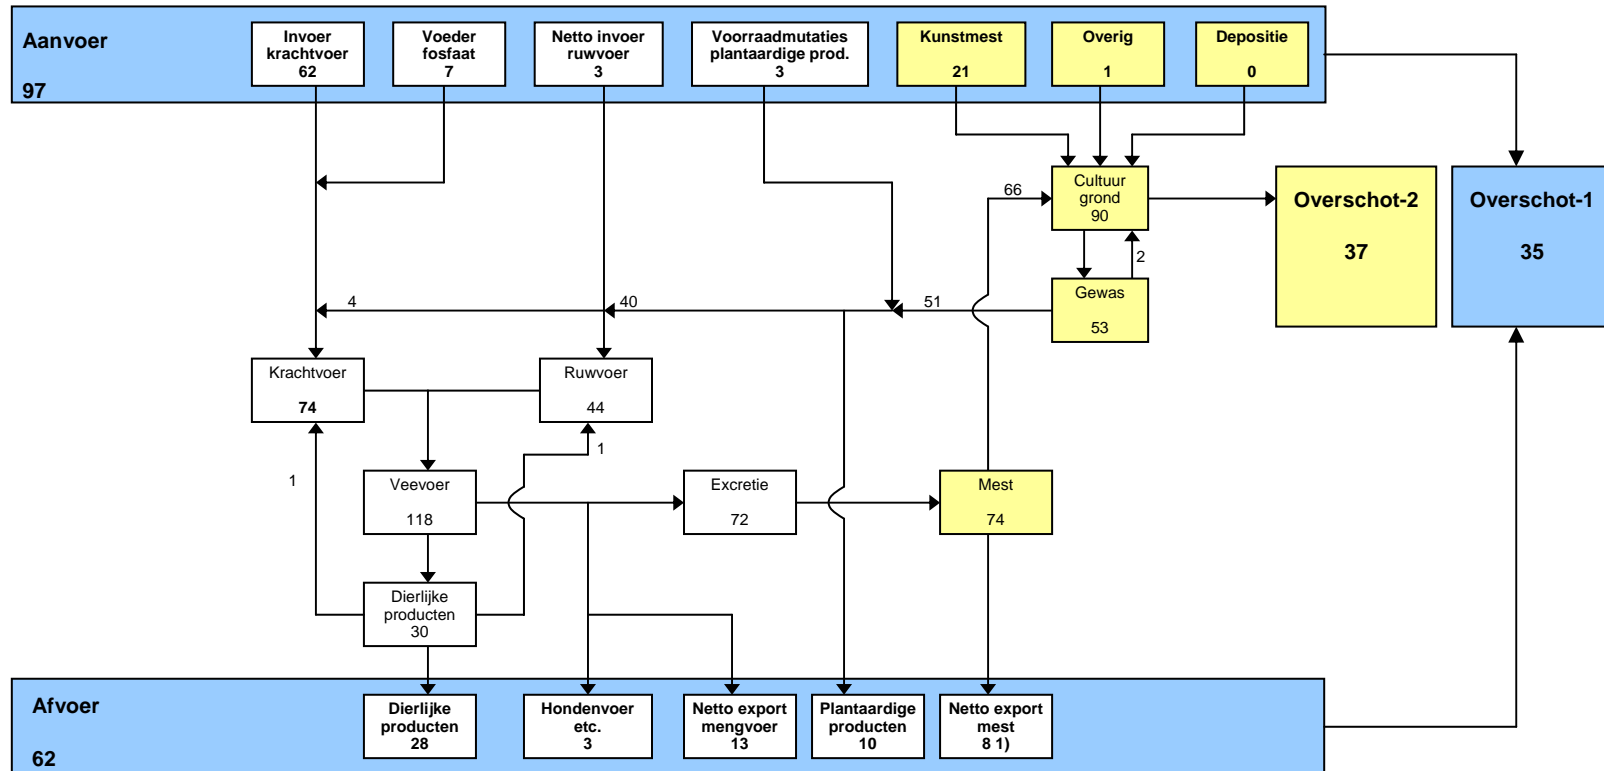 Aanvoer
97
Invoer
krachtvoer
62
Voeder
fosfaat
7
Netto invoer
ruwvoer
3
Voorraadmutaties
plantaardige prod.
3
Kunstmest
21
Overig
1
Depositie
0
66
Cultuur
grond
90
Overschot-2
37
Overschot-1
35
2
4
40
51
Gewas
53
Krachtvoer
74
Ruwvoer
44
1
1
Veevoer
118
Excretie
72
Mest
74
Dierlijke
producten
30
Afvoer
62
Dierlijke
producten
28
Hondenvoer
etc.
3
Netto export
mengvoer
13
Plantaardige
producten
10
Netto export
mest
8 1)